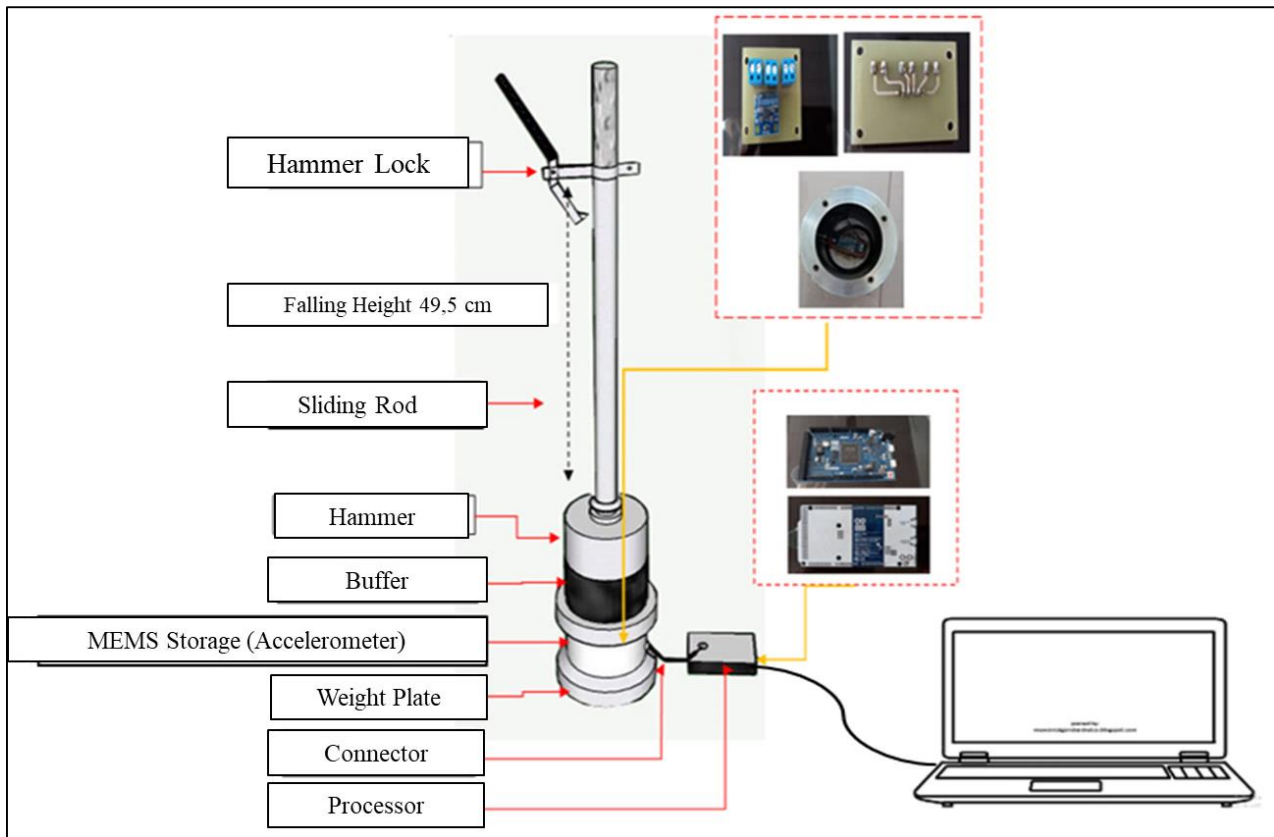 Hammer Lock
Falling Height 49,5 cm
Sliding Rod
Hammer
Buffer
MEMS Storage (Accelerometer)
Weight Plate
Connector
Processor